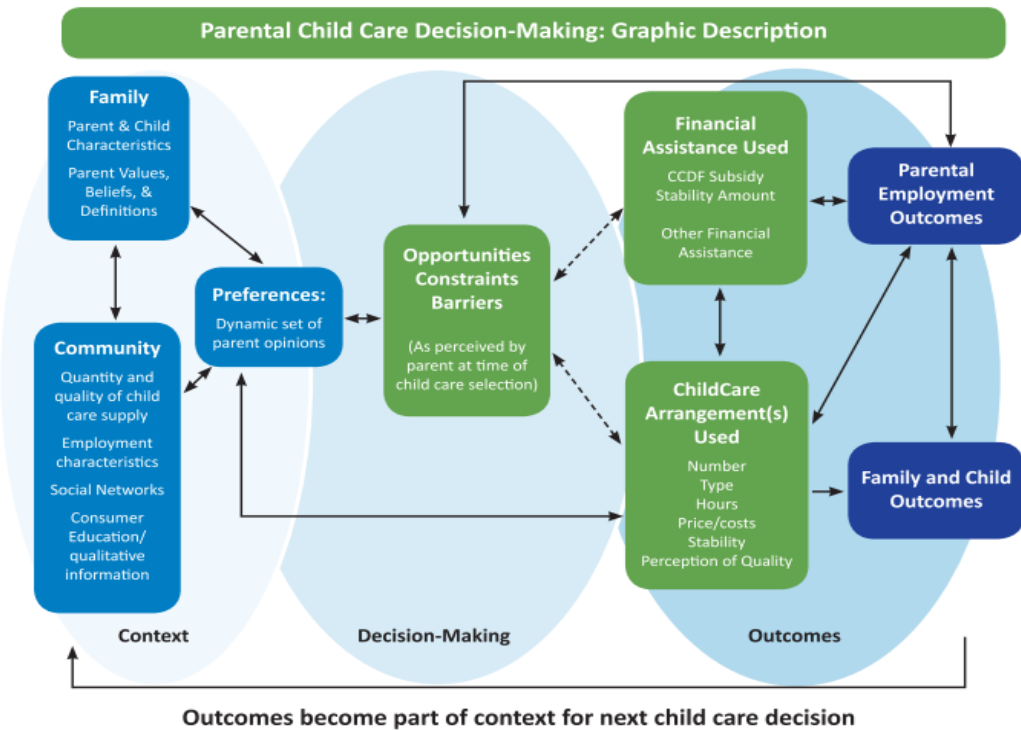 Parental Child Care Decision-Making: Graphic Description
Family
Parent & Child
Characteristics
Parent Values,
Beliefs, &
Definitions
Community
Quantity and
quality of child
care supply
Employment
characteristics
Social Networks
Consumer
Education/
qualitative
information
Preferences:
Dynamic set of
parent opinions
Opportunities
Constraints
Barriers
(As perceived by
parent at time of
child care selection)
Financial
Assistance Used
CCDF Subsidy
Stability Amount
Other Financial
Assistance
ChildCare
Arrangement(s)
Used
Number
Type
Hours
Price/costs
Stability
Perception of Quality
Parental
Employment
Outcomes
Family and Child
Outcomes
Context
Decision-Making
Outcomes
Outcomes become part of context for next child care decision